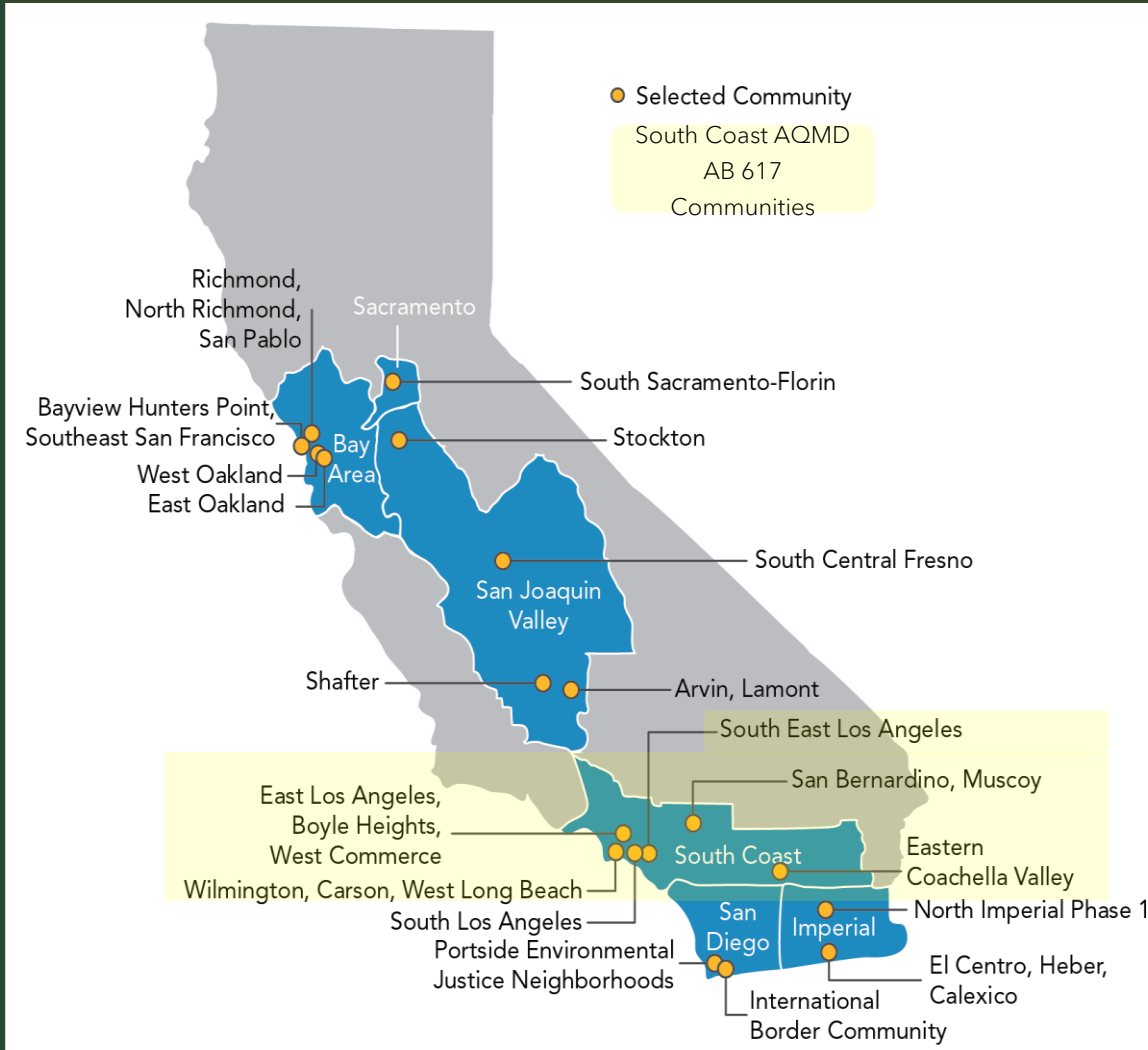 Selected Community
South Coast AQMD
AB 617
Communities
Richmond,
North Richmond,
San Pablo
Sacramento
South Sacramento-Florin
Bayview Hunters Point,
Southeast San Francisco
Bay
Area
Stockton
West Oakland
East Oakland
South Central Fresno
San Joaquin
Valley
Shafter
Arvin, Lamont
South East Los Angeles
San Bernardino, Muscoy
East Los Angeles,
Boyle Heights,
West Commerce
South Coast
Eastern
Coachella Valley
Wilmington, Carson, West Long Beach
South Los Angeles
San
Diego
Imperial
North Imperial Phase 1
Portside Environmental
Justice Neighborhoods
El Centro, Heber,
Calexico
International
Border Community